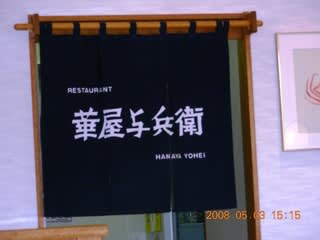 RESTAURANT
華屋与兵衛
HANAYA YOHEI
2008 05.03 15:15